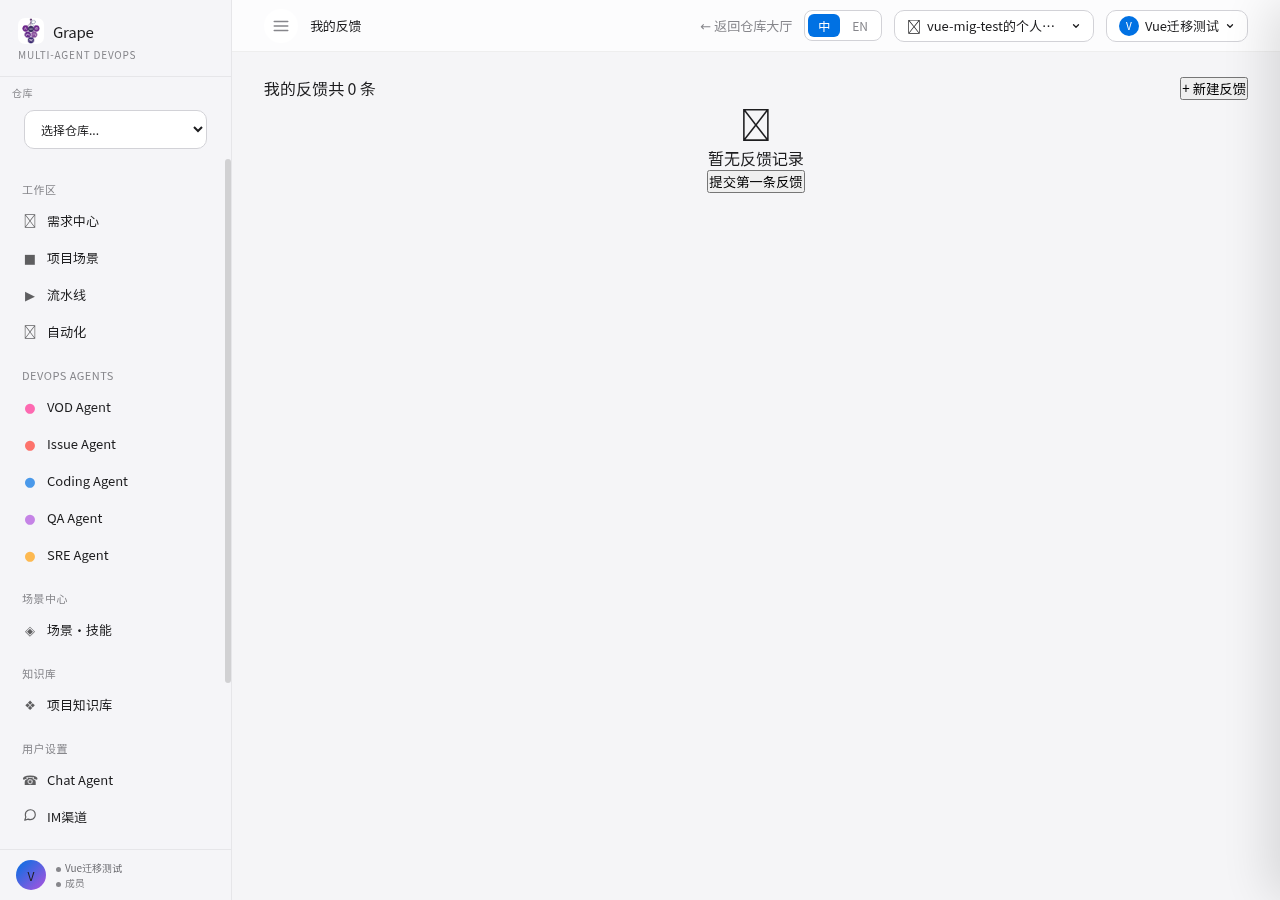 Grape
MULTI-AGENT DEVOPS
仓库
选择仓库...
工作区
需求中心
项目场景
流水线
自动化
DEVOPS AGENTS
VOD Agent
Issue Agent
Coding Agent
QA Agent
SRE Agent
场景中心
场景·技能
知识库
项目知识库
用户设置
Chat Agent
IM渠道
V
Vue迁移测试
成员
我的反馈
← 返回仓库大厅
中
EN
vue-mig-test的个人…
V
Vue迁移测试
我的反馈共 0 条
+ 新建反馈
暂无反馈记录
提交第一条反馈